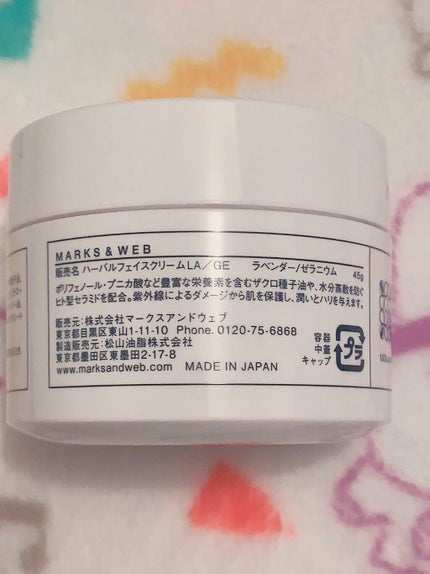 MARKS & WEB
販売名 ハーバルフェイスクリームLA/GE ラベンダー/ゼラニウム 45g
ポリフェノール・プニカ酸など豊富な栄養素を含むザクロ種子油や、水分蒸散を防ぐ
ヒト型セラミドを配合。紫外線によるダメージから肌を保護し、潤いとハリを与えます。
販売元:株式会社マークスアンドウェブ
東京都目黒区東山1-11-10 Phone. 0120-75-6868
製造販売元:松山油脂株式会社
東京都墨田区東墨田2-17-8
www.marksandweb.com MADE IN JAPAN
容器
中蓋
キャップ
プラ